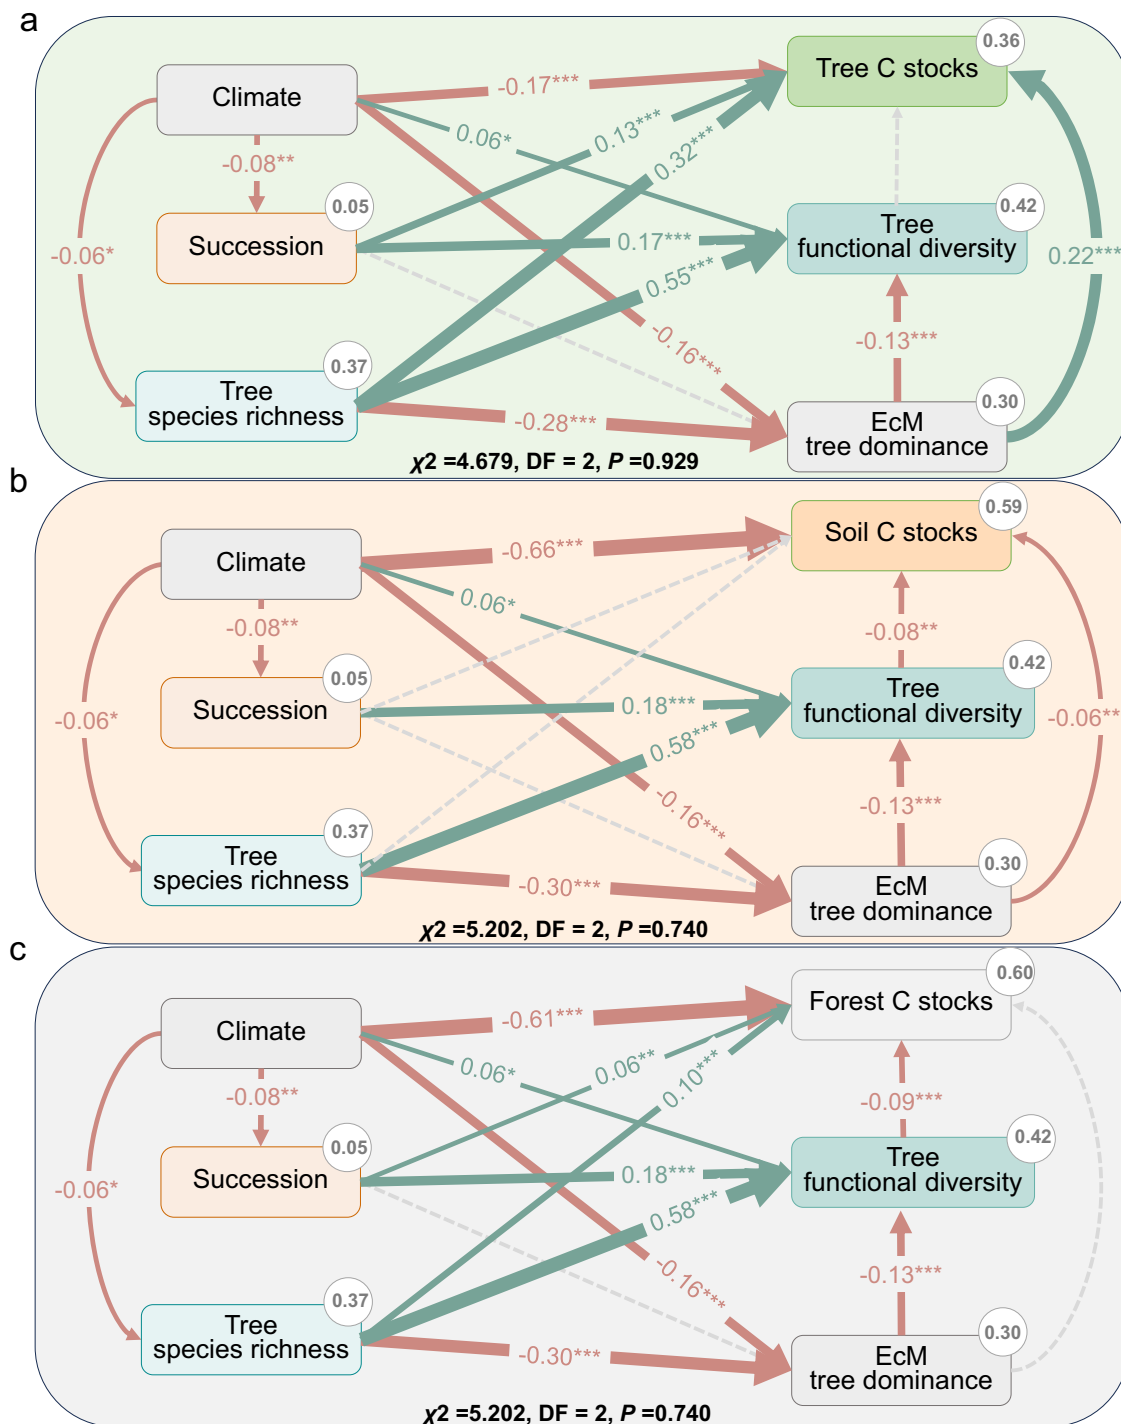 a
0.36
Tree C stocks
Climate
-0.17***
0.06*
0.13***
-0.08**
0.32***
0.05
0.42
Succession
Tree
functional diversity
-0.06*
0.17***
0.22***
0.55***
-0.16***
-0.13***
0.37
Tree
species richness
0.30
-0.28***
EcM
tree dominance
χ2 =4.679, DF = 2, P =0.929
b
0.59
Soil C stocks
Climate
-0.66***
0.06*
-0.08**
-0.08**
0.05
0.42
Succession
Tree
functional diversity
-0.06*
0.18***
-0.06**
0.58***
-0.16***
-0.13***
0.37
Tree
species richness
0.30
-0.30***
EcM
tree dominance
χ2 =5.202, DF = 2, P =0.740
c
0.60
Forest C stocks
Climate
-0.61***
0.06*
0.06**
0.10***
-0.08**
-0.09***
0.05
0.42
Succession
Tree
functional diversity
-0.06*
0.18***
0.58***
-0.16***
-0.13***
0.37
Tree
species richness
0.30
-0.30***
EcM
tree dominance
χ2 =5.202, DF = 2, P =0.740